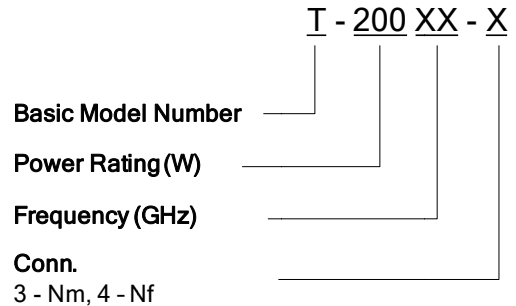 T - 200 XX - X
Basic Model Number
Power Rating (W)
Frequency (GHz)
Conn.
3 - Nm, 4 - Nf